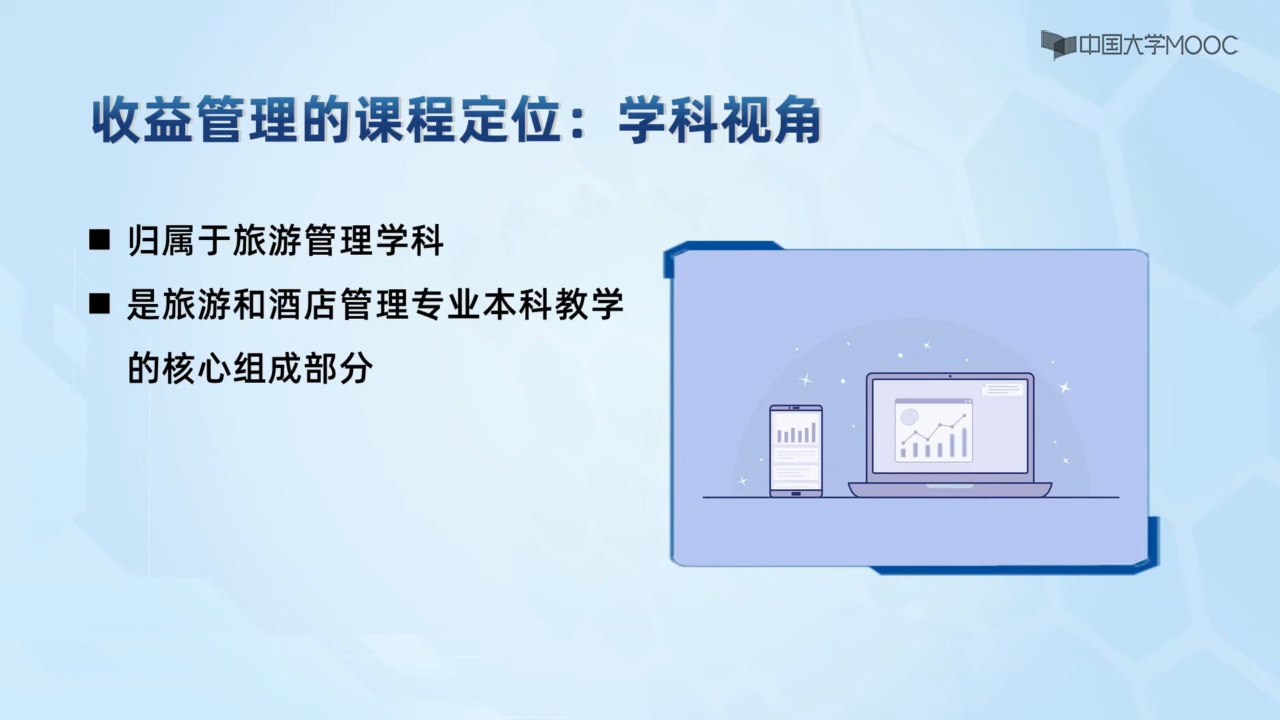 中国大学MOOC
收益管理的课程定位：学科视角
■ 归属于旅游管理学科
■ 是旅游和酒店管理专业本科教学
的核心组成部分